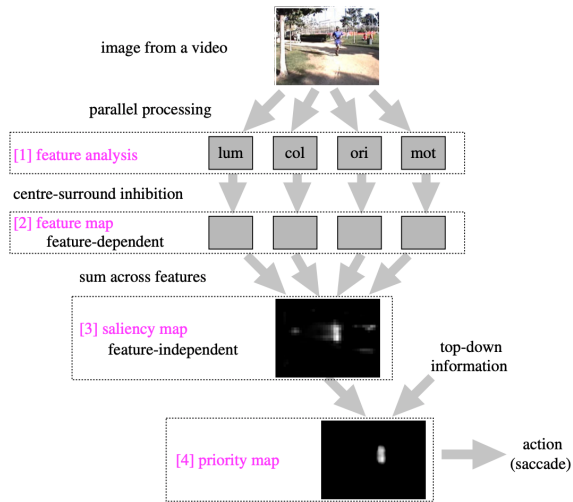 image from a video
parallel processing
[1] feature analysis
lum
col
ori
mot
centre-surround inhibition
[2] feature map
feature-dependent
sum across features
[3] saliency map
feature-independent
top-down
information
[4] priority map
action
(saccade)